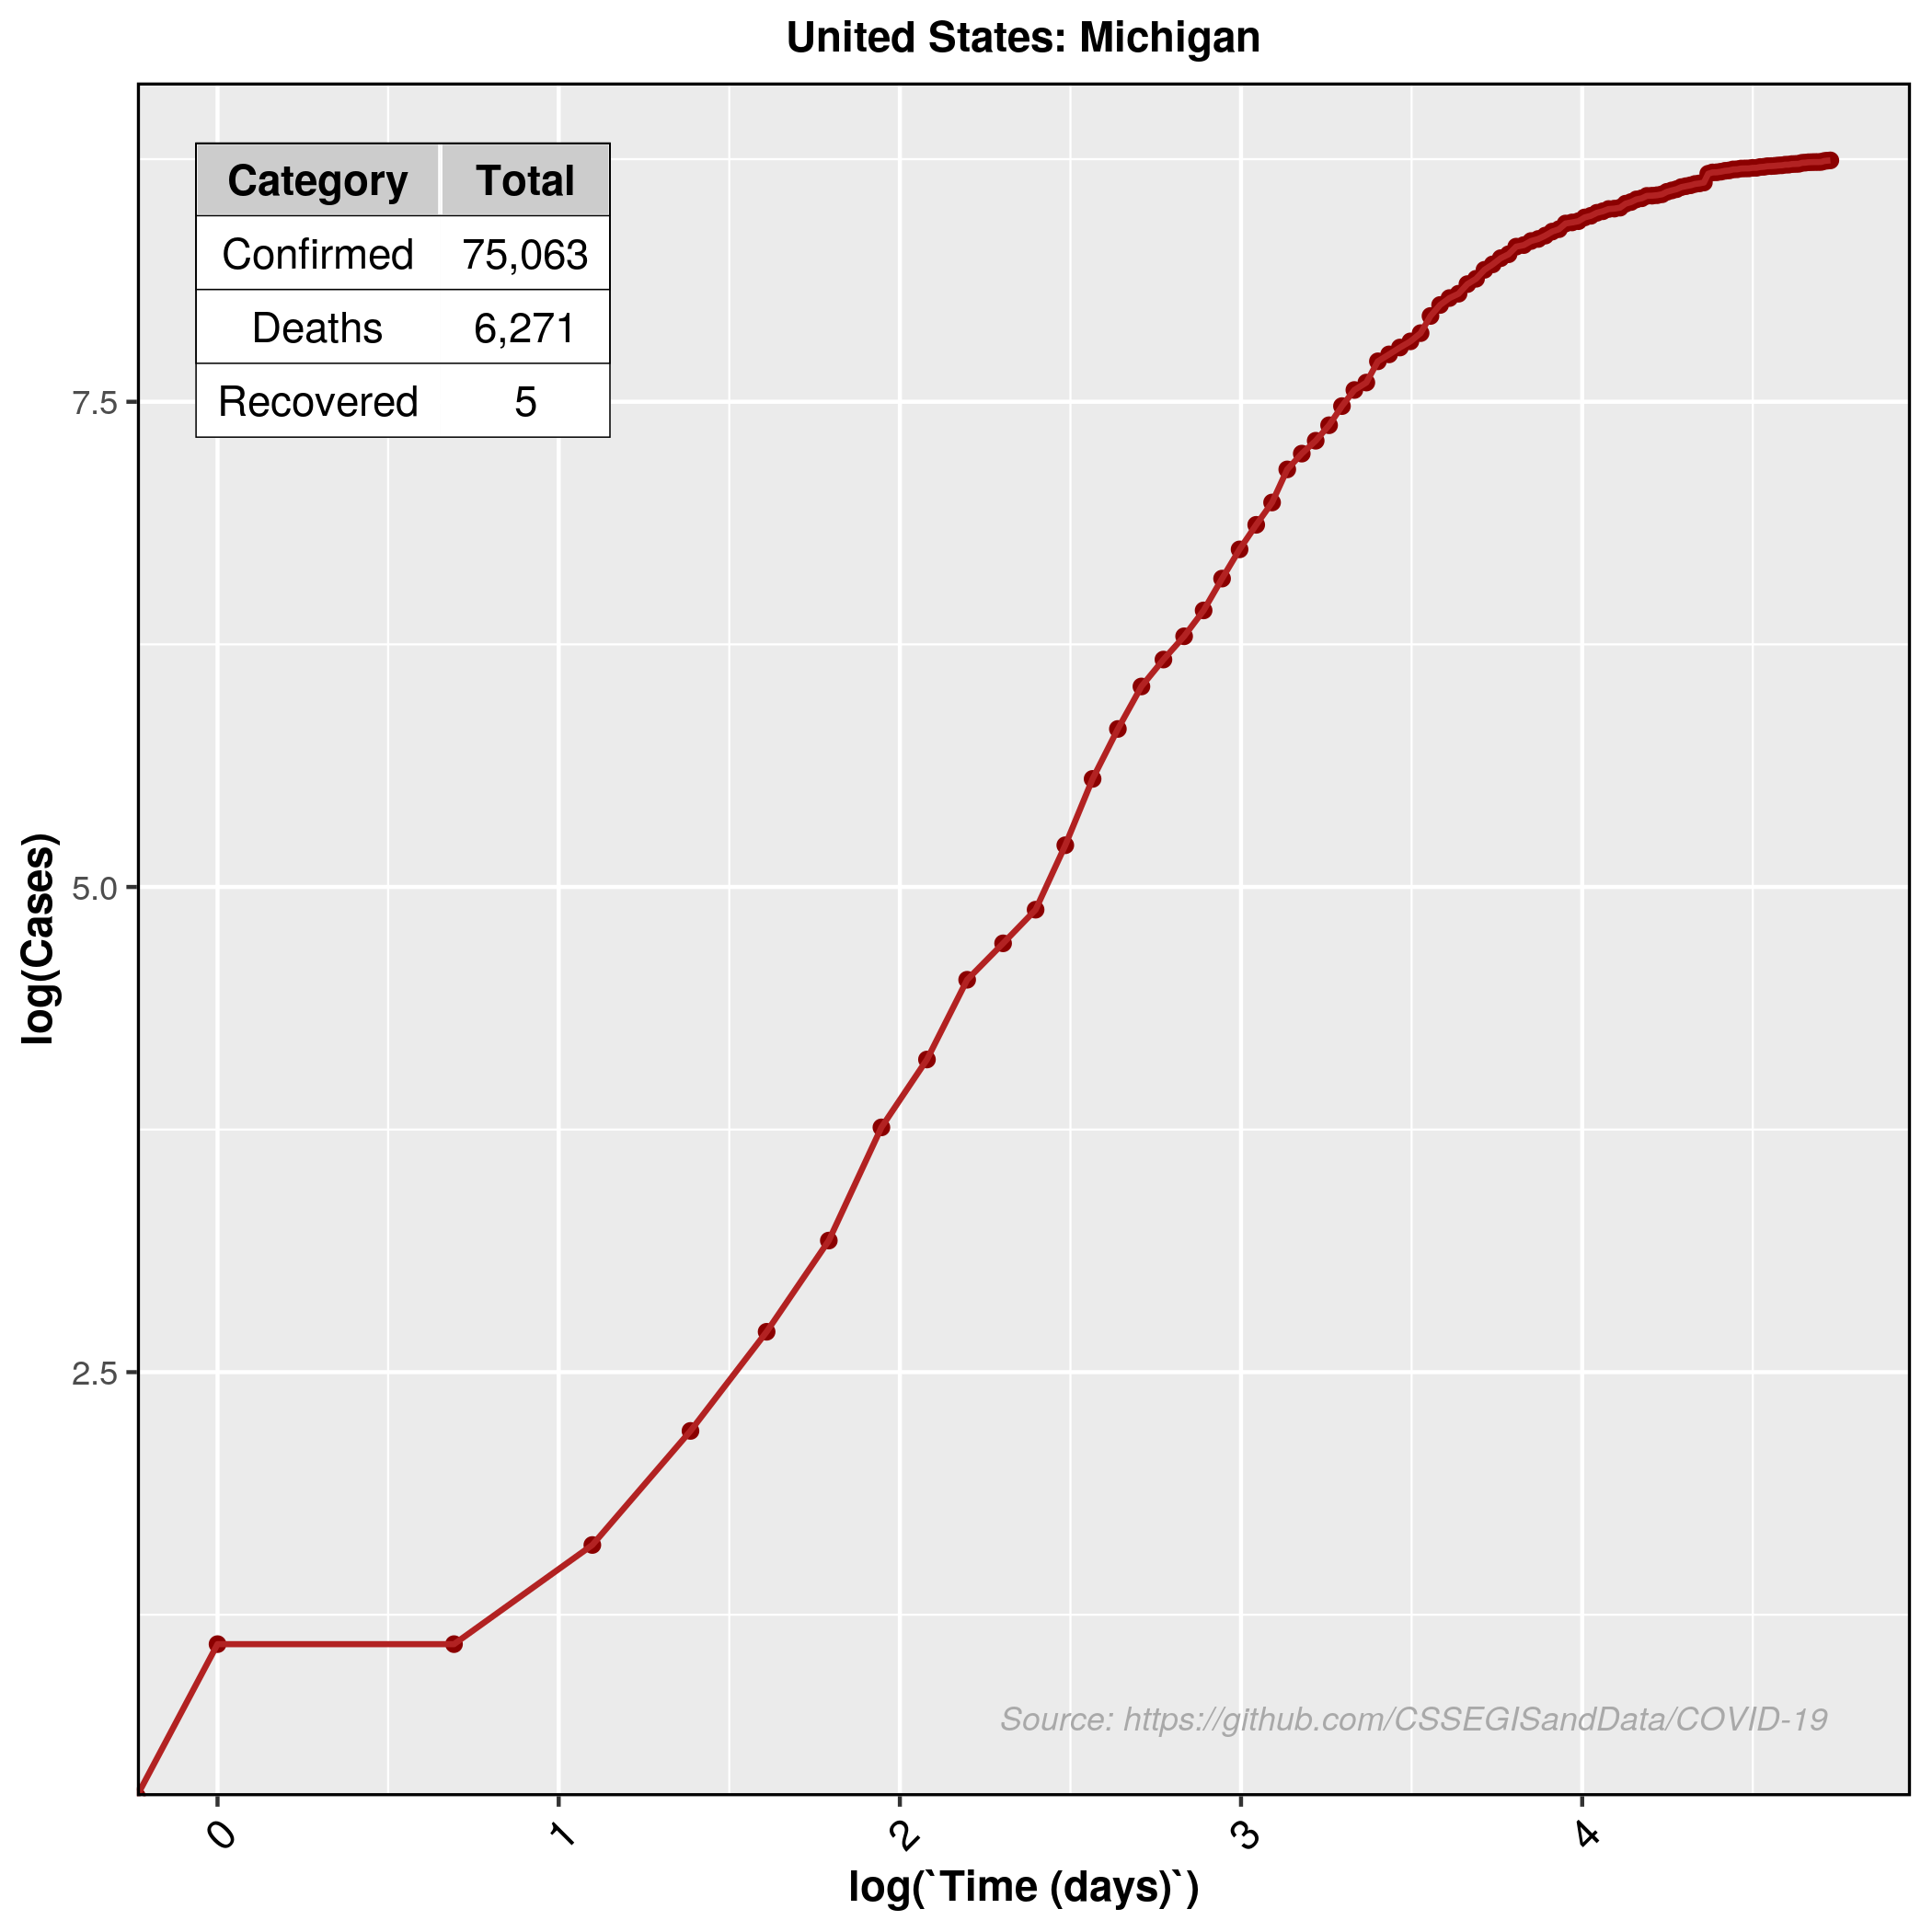 United States: Michigan
Category Total
Confirmed 75,063
Deaths 6,271
Recovered 5
7.5
5.0
2.5
log(Cases)
Source: https://github.com/CSSEGISandData/COVID-19
0 1 2 3 4
log(`Time (days)`)